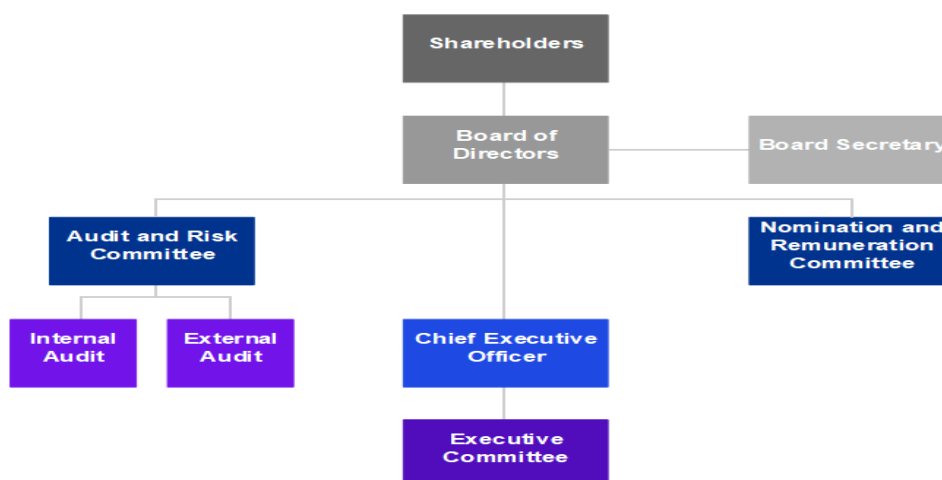 Shareholders
Board of
Directors
Board Secretary
Audit and Risk
Committee
Nomination and
Remuneration
Committee
Internal
Audit
External
Audit
Chief Executive
Officer
Executive
Committee